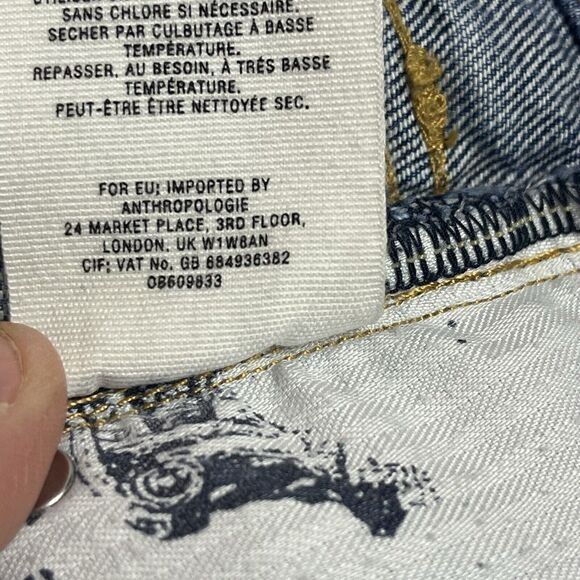 SANS CHLORE SI NÉCESSAIRE.
SECHER PAR CULBUTAGE À BASSE
TEMPÉRATURE.
REPASSER, AU BESOIN, À TRÉS BASSE
TEMPÉRATURE.
PEUT-ÊTRE ÊTRE NETTOYÉE SEC.
FOR EU; IMPORTED BY
ANTHROPOLOGIE
24 MARKET PLACE, 3RD FLOOR,
LONDON, UK W1W8AN
CIF; VAT No. GB 684936382
OB609833